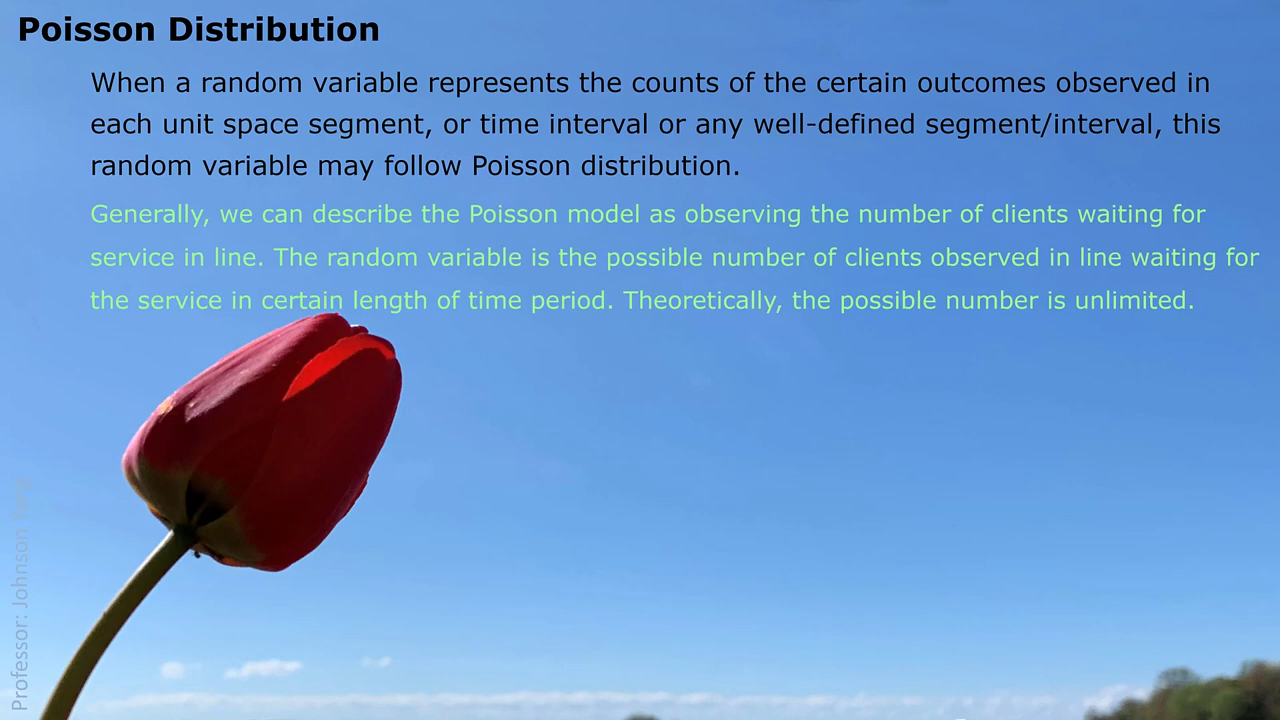 Poisson Distribution
When a random variable represents the counts of the certain outcomes observed in
each unit space segment, or time interval or any well-defined segment/interval, this
random variable may follow Poisson distribution.
Generally, we can describe the Poisson model as observing the number of clients waiting for
service in line. The random variable is the possible number of clients observed in line waiting for
the service in certain length of time period. Theoretically, the possible number is unlimited.
Professor: Johnson